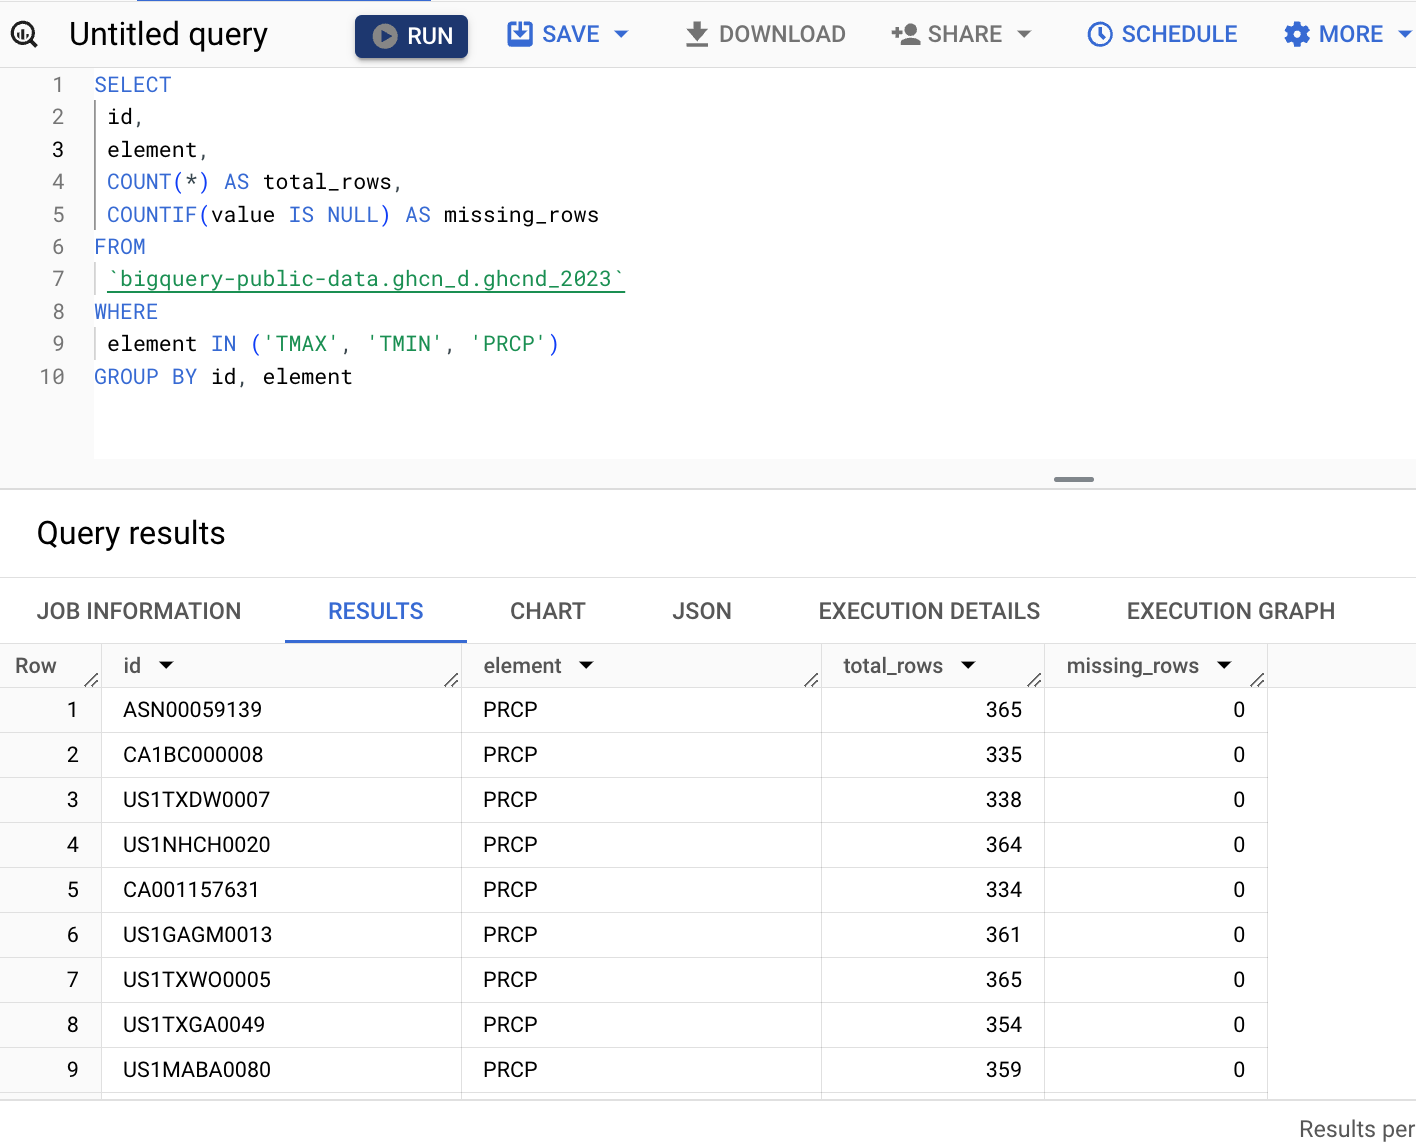 Untitled query RUN SAVE DOWNLOAD SHARE SCHEDULE MORE
1 SELECT
2 id,
3 element,
4 COUNT(*) AS total_rows,
5 COUNTIF(value IS NULL) AS missing_rows
6 FROM
7 `bigquery-public-data.ghcn_d.ghcnd_2023`
8 WHERE
9 element IN ('TMAX', 'TMIN', 'PRCP')
10 GROUP BY id, element
Query results
JOB INFORMATION RESULTS CHART JSON EXECUTION DETAILS EXECUTION GRAPH
Row id element total_rows missing_rows
1 ASN00059139 PRCP 365 0
2 CA1BC000008 PRCP 335 0
3 US1TXDW0007 PRCP 338 0
4 US1NHCH0020 PRCP 364 0
5 CA001157631 PRCP 334 0
6 US1GAGM0013 PRCP 361 0
7 US1TXWO0005 PRCP 365 0
8 US1TXGA0049 PRCP 354 0
9 US1MABA0080 PRCP 359 0
Results per